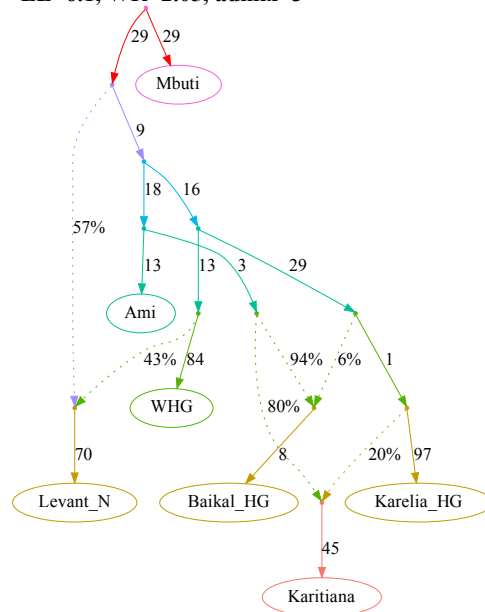 29 29
Mbuti
9
18 16
57%
13 13 3 29
Ami
43% 84 94% 6% 1
WHG 80%
70 8 20% 97
Levant_N Baikal_HG Karelia_HG
45
Karitiana